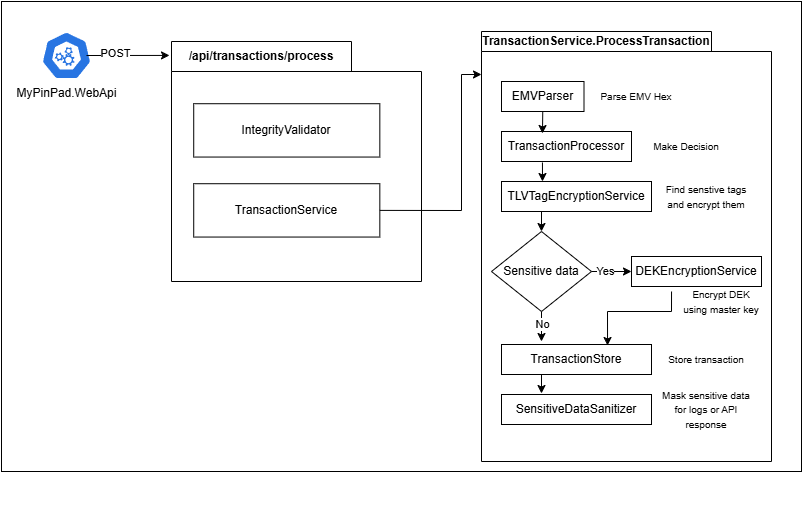 MyPinPad.WebApi
POST
/api/transactions/process
IntegrityValidator
TransactionService
TransactionService.ProcessTransaction
EMVParser
Parse EMV Hex
TransactionProcessor
Make Decision
TLVTagEncryptionService
Find senstive tags
and encrypt them
Sensitive data
Yes
DEKEncryptionService
Encrypt DEK
using master key
No
TransactionStore
Store transaction
SensitiveDataSanitizer
Mask sensitive data
for logs or API
response